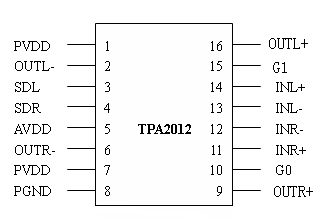 PVDD 1 16 OUTL+
OUTL- 2 15 G1
SDL 3 14 INL+
SDR 4 13 INL-
AVDD 5 TPA2012 12 INR-
OUTR- 6 11 INR+
PVDD 7 10 G0
PGND 8 9 OUTR+